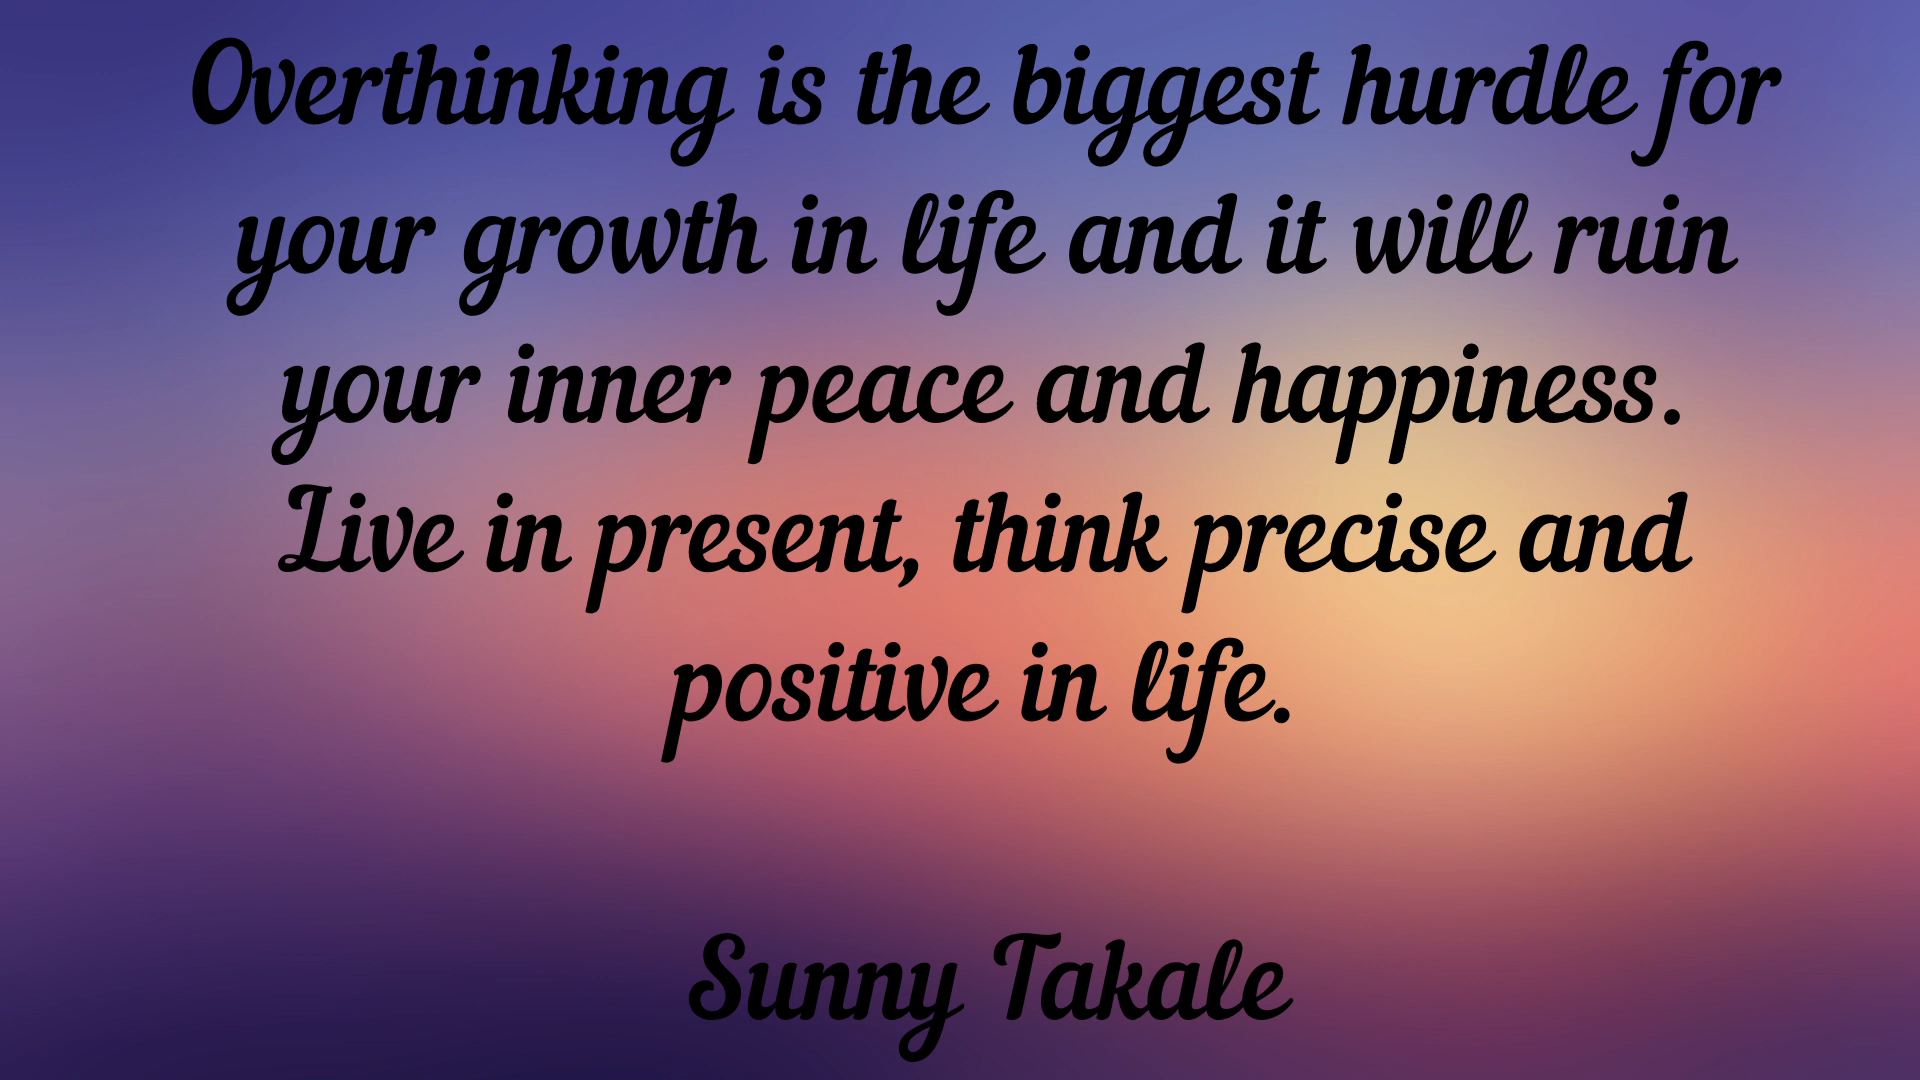 Overthinking is the biggest hurdle for
your growth in life and it will ruin
your inner peace and happiness.
Live in present, think precise and
positive in life.
Sunny Takale